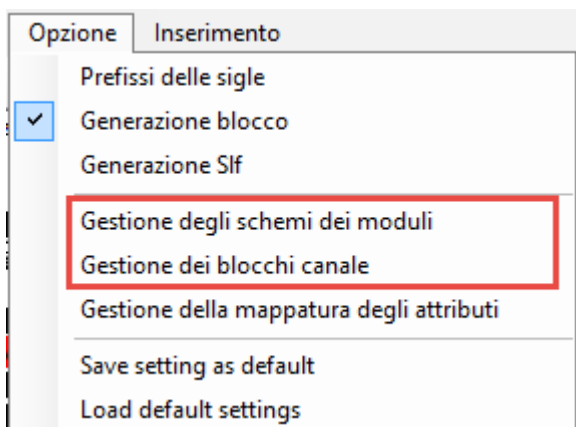 Opzione Inserimento
Prefissi delle sigle
Generazione blocco
Generazione Slf
Gestione degli schemi dei moduli
Gestione dei blocchi canale
Gestione della mappatura degli attributi
Save setting as default
Load default settings